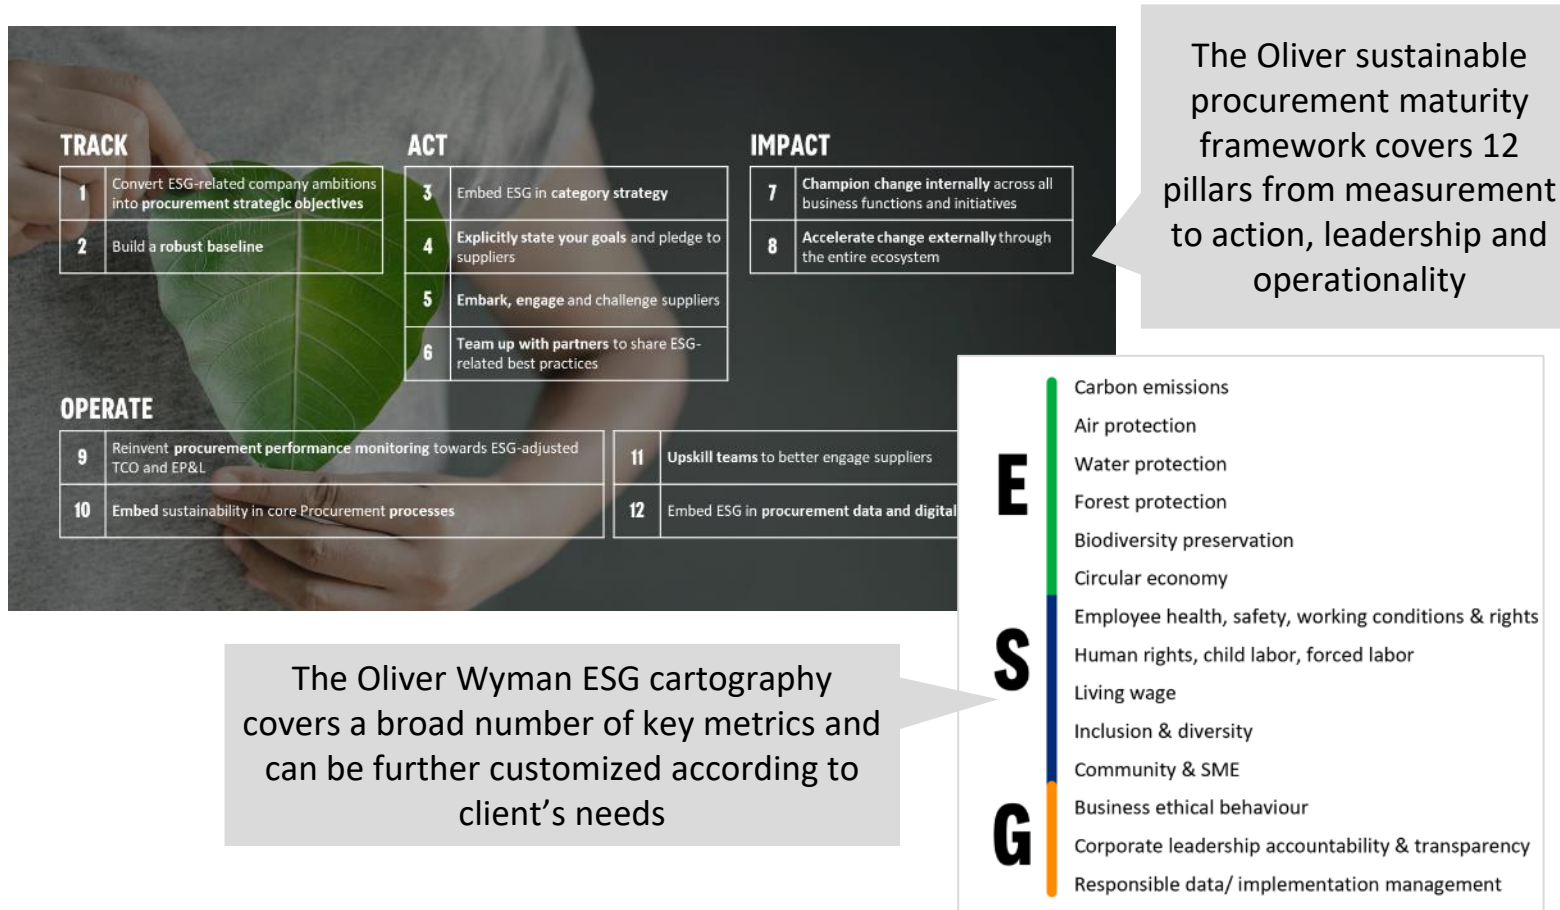 The Oliver sustainable
procurement maturity
framework covers 12
pillars from measurement
to action, leadership and
operationality
TRACK
1 Convert ESG-related company ambitions
into procurement strategic objectives
2 Build a robust baseline
ACT
3 Embed ESG in category strategy
4 Explicitly state your goals and pledge to
suppliers
5 Embark, engage and challenge suppliers
6 Team up with partners to share ESG-
related best practices
IMPACT
7 Champion change internally across all
business functions and initiatives
8 Accelerate change externally through
the entire ecosystem
OPERATE
9 Reinvent procurement performance monitoring towards ESG-adjusted
TCO and EP&L
10 Embed sustainability in core Procurement processes
11 Upskill teams to better engage suppliers
12 Embed ESG in procurement data and digital
E
Carbon emissions
Air protection
Water protection
Forest protection
Biodiversity preservation
Circular economy
S
Employee health, safety, working conditions & rights
Human rights, child labor, forced labor
Living wage
Inclusion & diversity
Community & SME
G
Business ethical behaviour
Corporate leadership accountability & transparency
Responsible data/ implementation management
The Oliver Wyman ESG cartography
covers a broad number of key metrics and
can be further customized according to
client's needs